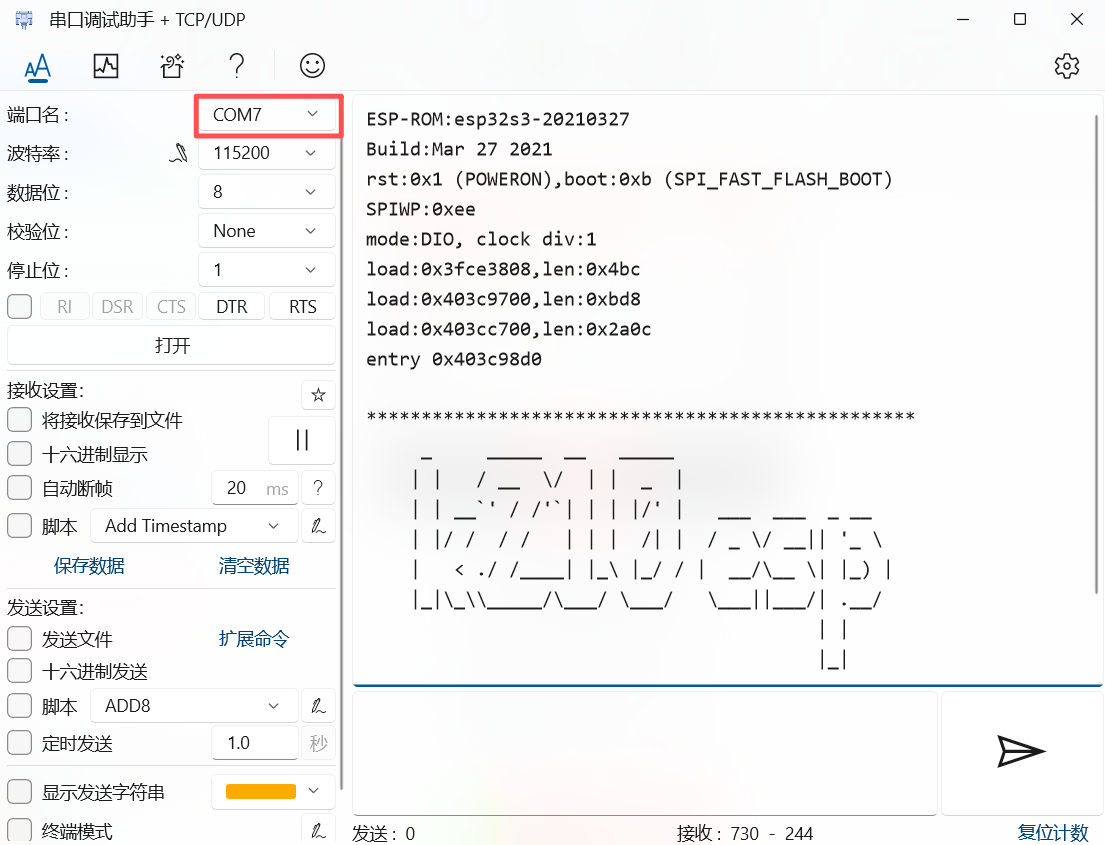 串口调试助手 + TCP/UDP
端口名：
COM7
波特率：
115200
数据位：
8
校验位：
None
停止位：
1
RI DSR CTS DTR RTS
打开
接收设置：
将接收保存到文件
十六进制显示
自动断帧
20 ms ?
脚本
Add Timestamp
保存数据 清空数据
发送设置：
发送文件 扩展命令
十六进制发送
脚本
ADD8
定时发送
1.0 秒
显示发送字符串
终端模式
ESP-ROM:esp32s3-20210327
Build:Mar 27 2021
rst:0x1 (POWERON),boot:0xb (SPI_FAST_FLASH_BOOT)
SPIWP:0xee
mode:DIO, clock div:1
load:0x3fce3808,len:0x4bc
load:0x403c9700,len:0xbd8
load:0x403cc700,len:0x2a0c
entry 0x403c98d0
**************************************************
发送：0
接收：730 - 244
复位计数